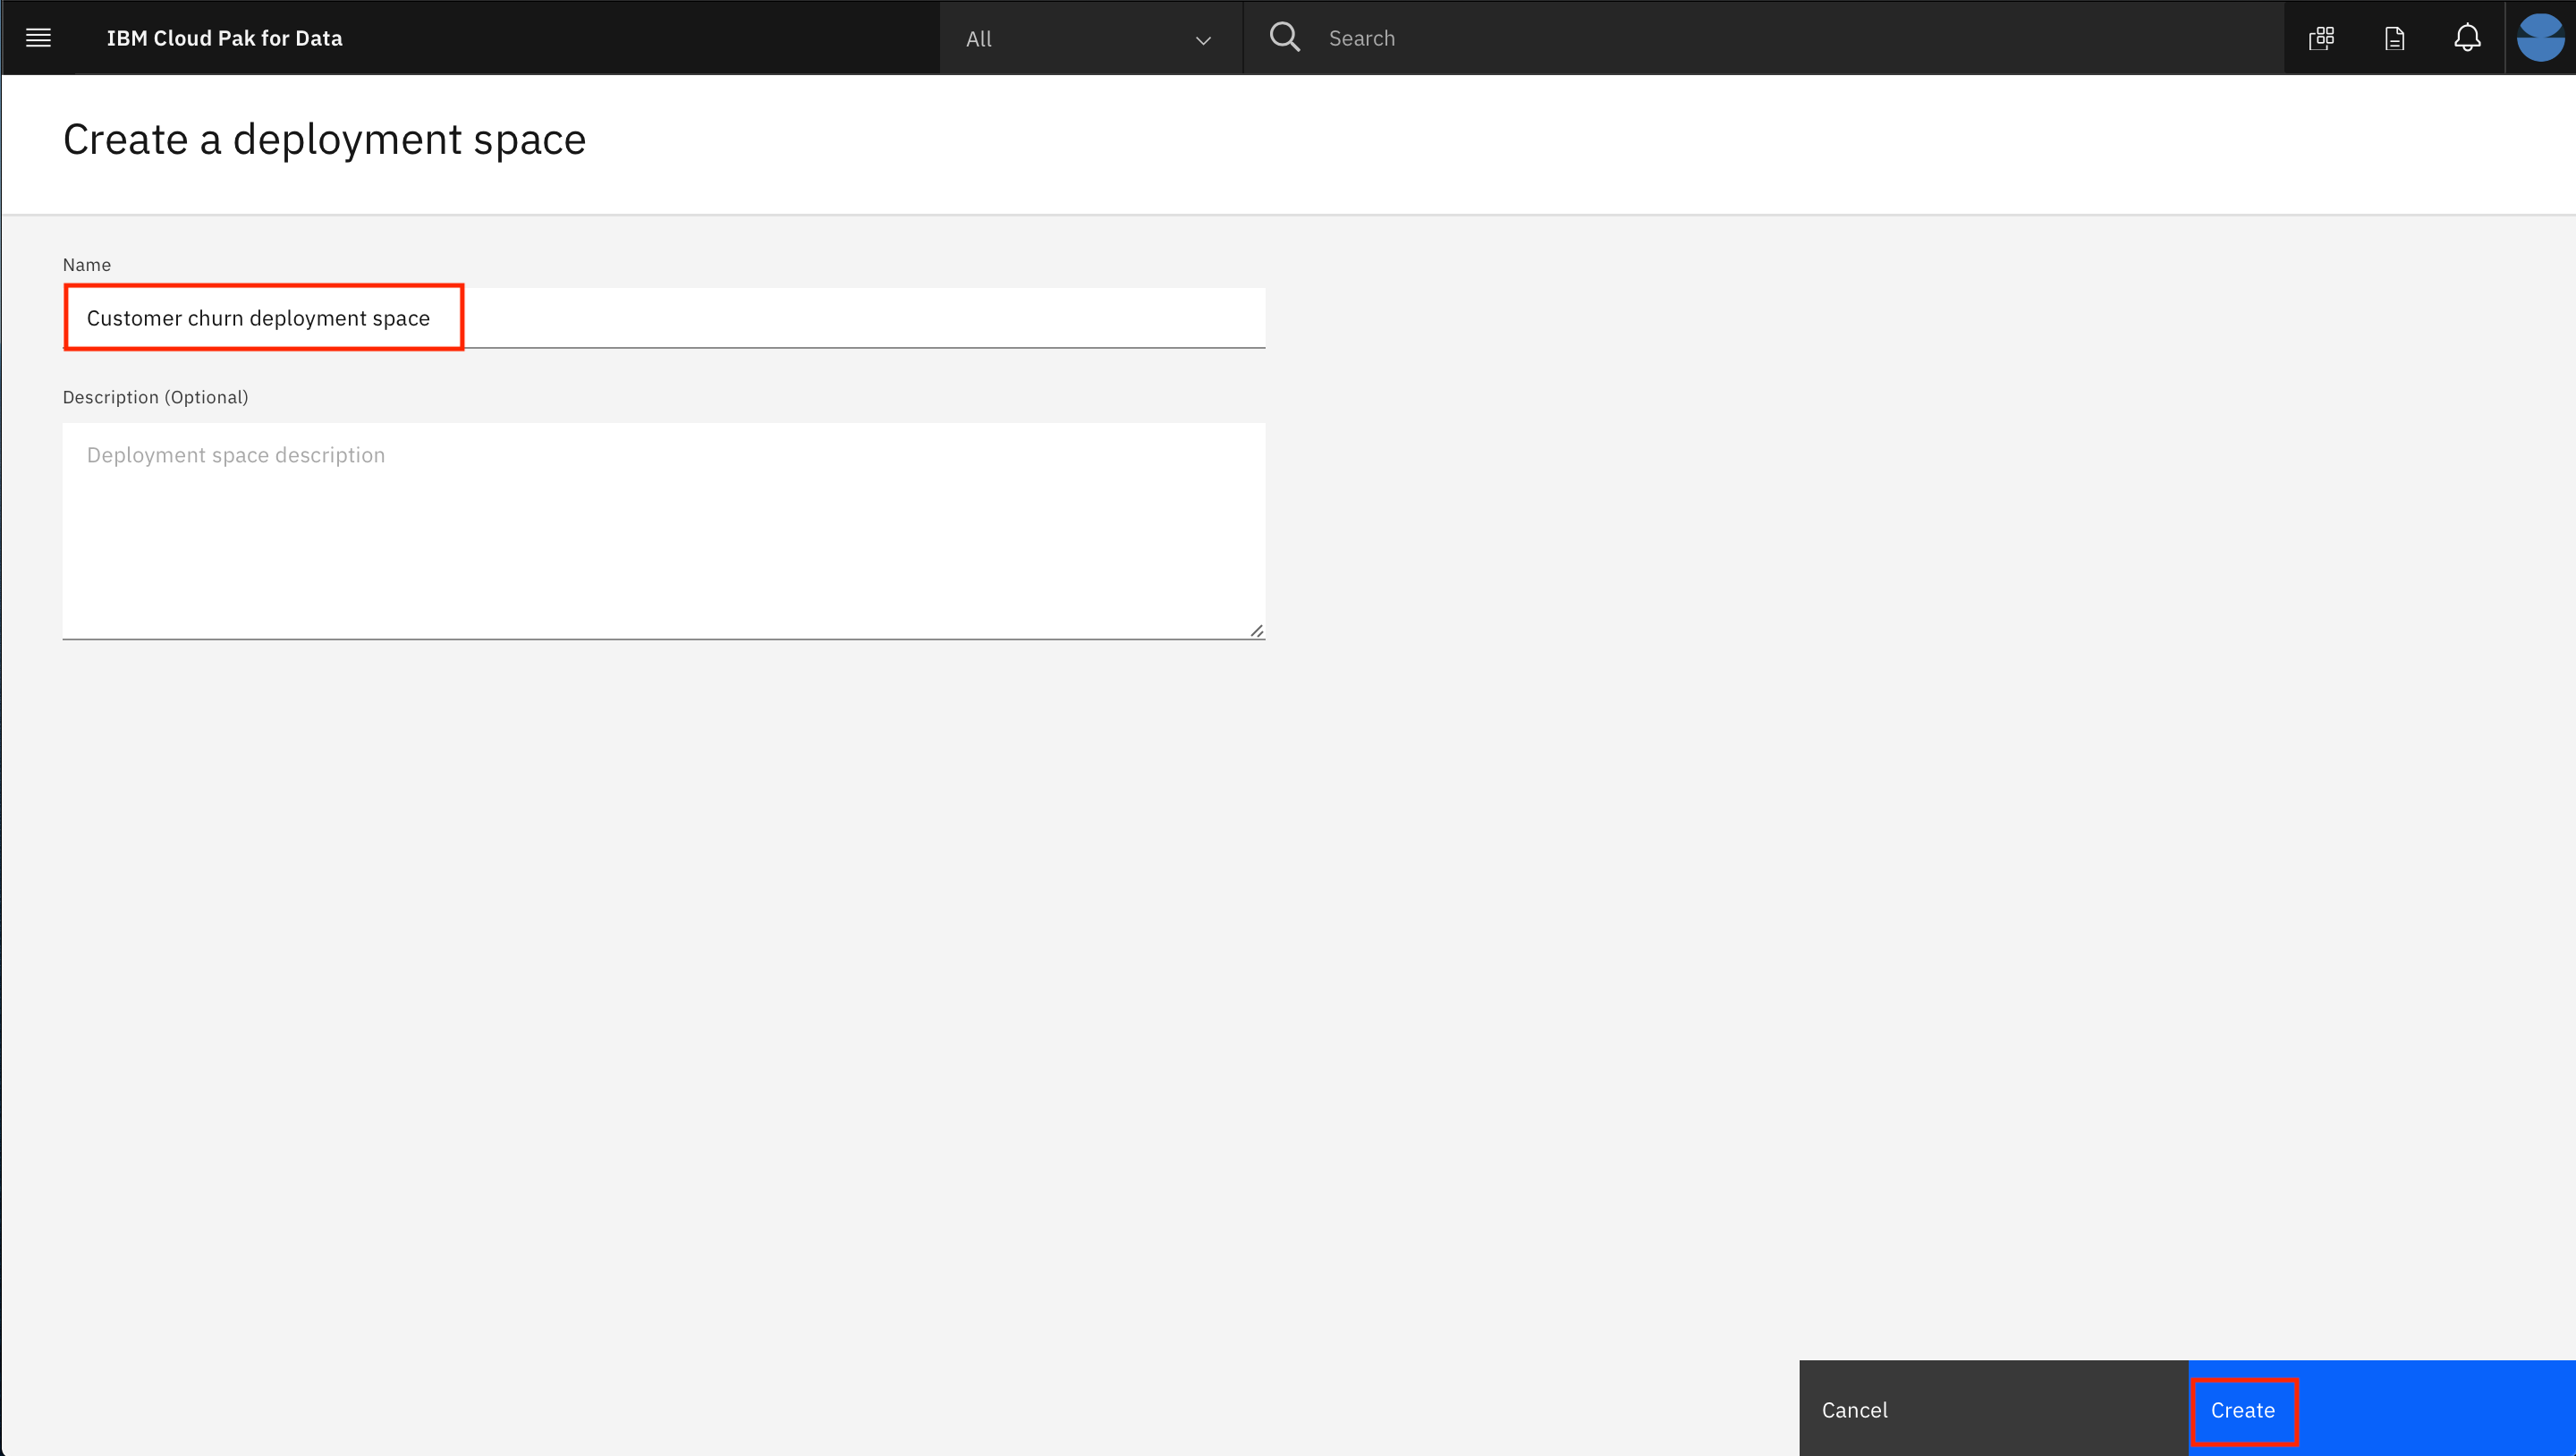 IBM Cloud Pak for Data
All
Search
Create a deployment space
Name
Customer churn deployment space
Description (Optional)
Deployment space description
Cancel
Create